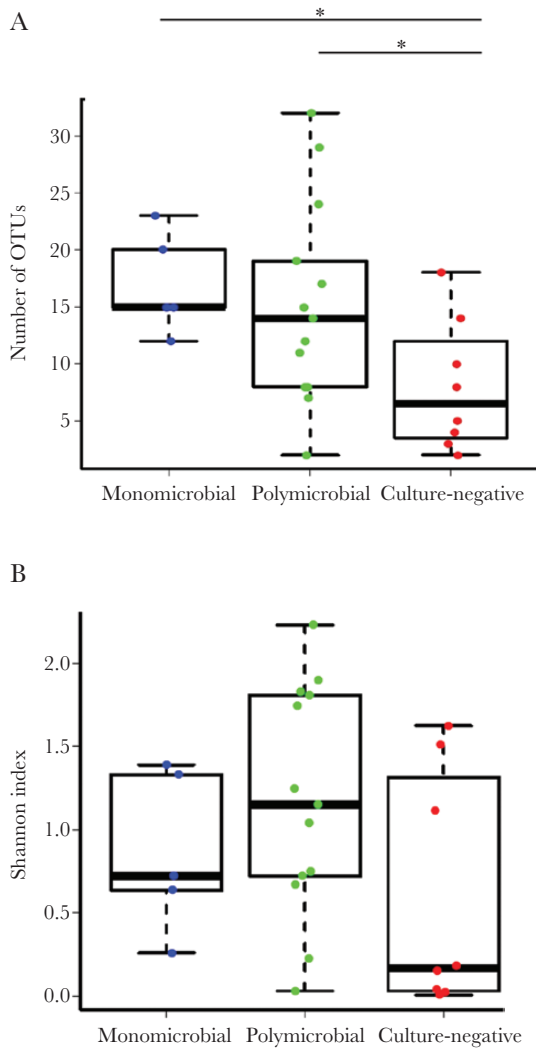 A
*
*
30
25
20
15
10
5
Number of OTUs
Monomicrobial Polymicrobial Culture-negative
B
2.0
1.5
1.0
0.5
0.0
Shannon index
Monomicrobial Polymicrobial Culture-negative